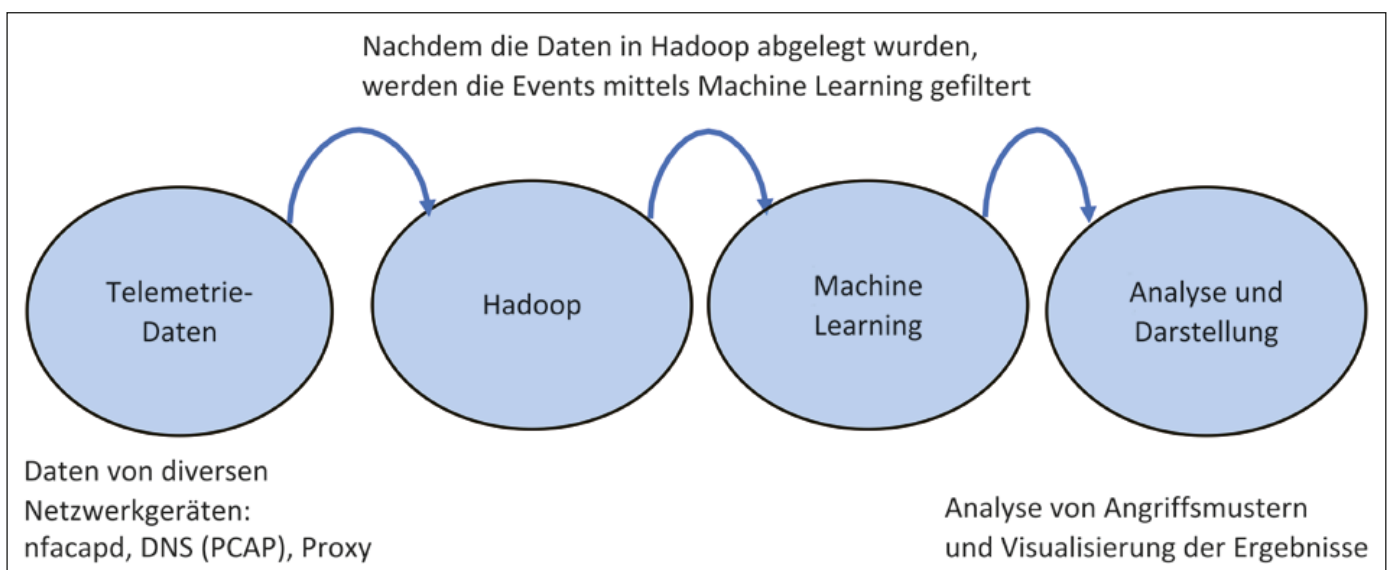 Nachdem die Daten in Hadoop abgelegt wurden,
werden die Events mittels Machine Learning gefiltert
Telemetrie-
Daten
Hadoop
Machine
Learning
Analyse und
Darstellung
Daten von diversen
Netzwerkgeräten:
nfacapd, DNS (PCAP), Proxy
Analyse von Angriffsmustern
und Visualisierung der Ergebnisse